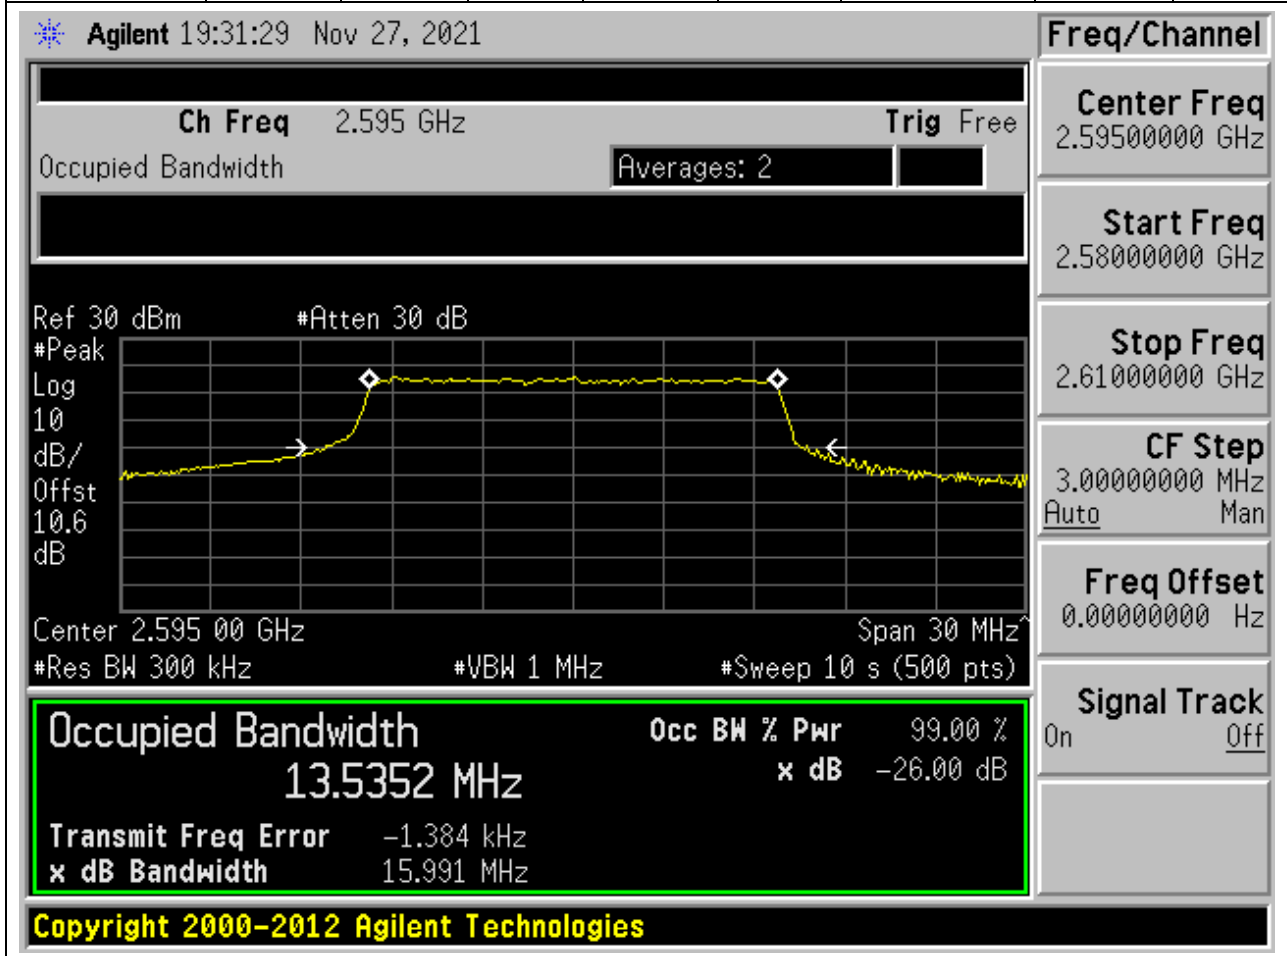 Agilent 19:31:29 Nov 27, 2021
Freq/Channel
Ch Freq 2.595 GHz Trig Free
Occupied Bandwidth Averages: 2
Center Freq
2.59500000 GHz
Start Freq
2.58000000 GHz
Stop Freq
2.61000000 GHz
CF Step
3.00000000 MHz
Auto Man
Freq Offset
0.00000000 Hz
Signal Track
On Off
Ref 30 dBm #Atten 30 dB
#Peak
Log
10
dB/
Offst
10.6
dB
Center 2.595 00 GHz Span 30 MHz^
#Res BW 300 kHz #VBW 1 MHz #Sweep 10 s (500 pts)
Occupied Bandwidth Occ BW % Pwr 99.00 %
13.5352 MHz x dB -26.00 dB
Transmit Freq Error -1.384 kHz
x dB Bandwidth 15.991 MHz
Copyright 2000-2012 Agilent Technologies